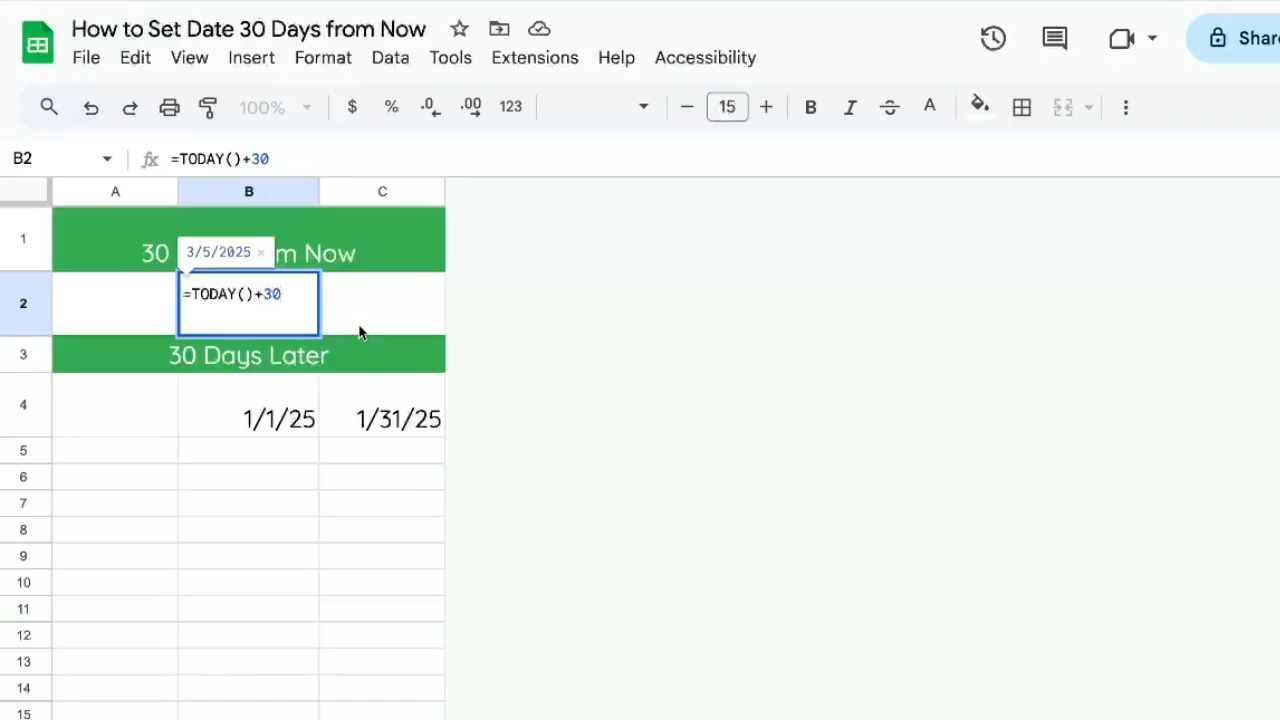 How to Set Date 30 Days from Now
File Edit View Insert Format Data Tools Extensions Help Accessibility
Shar
100% $ % .0 .00 123 15 B I A
B2 fx =TODAY()+30
A B C
1 30 m Now
3/5/2025 ×
2 =TODAY()+30
3 30 Days Later
4 1/1/25 1/31/25
5
6
7
8
9
10
11
12
13
14
15